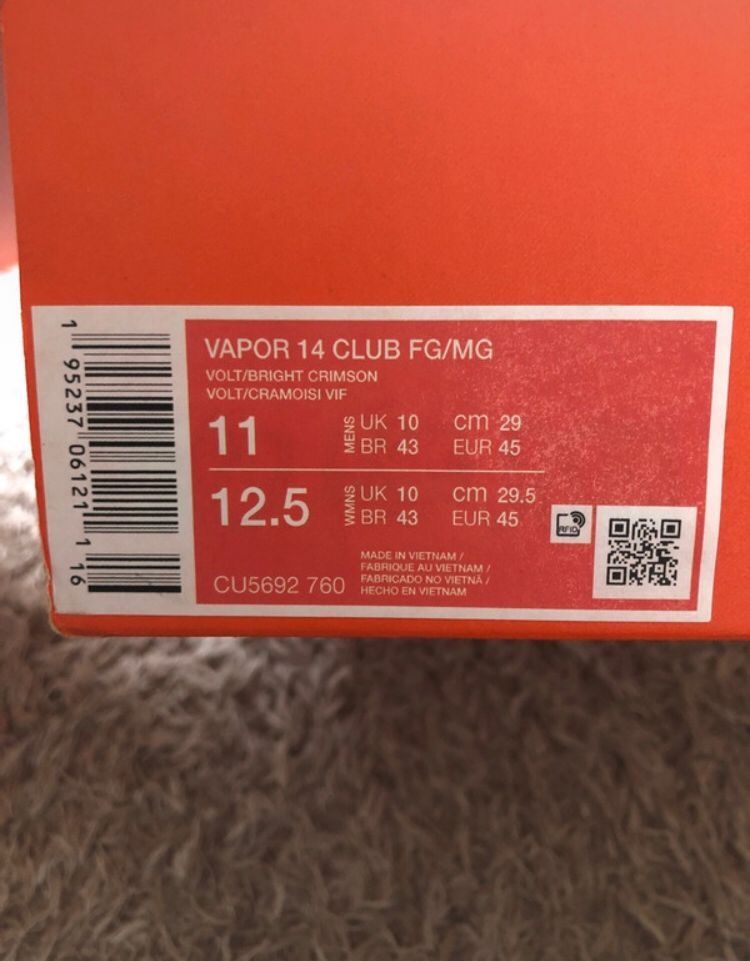 VAPOR 14 CLUB FG/MG
VOLT/BRIGHT CRIMSON
VOLT/CRAMOISI VIF
11 MENS UK 10 cm 29
BR 43 EUR 45
12.5 WMNS UK 10 cm 29.5
BR 43 EUR 45
RFID
CU5692 760
MADE IN VIETNAM /
FABRIQUE AU VIETNAM /
FABRICADO NO VIETNÃ /
HECHO EN VIETNAM
1 95237 06121 1 16